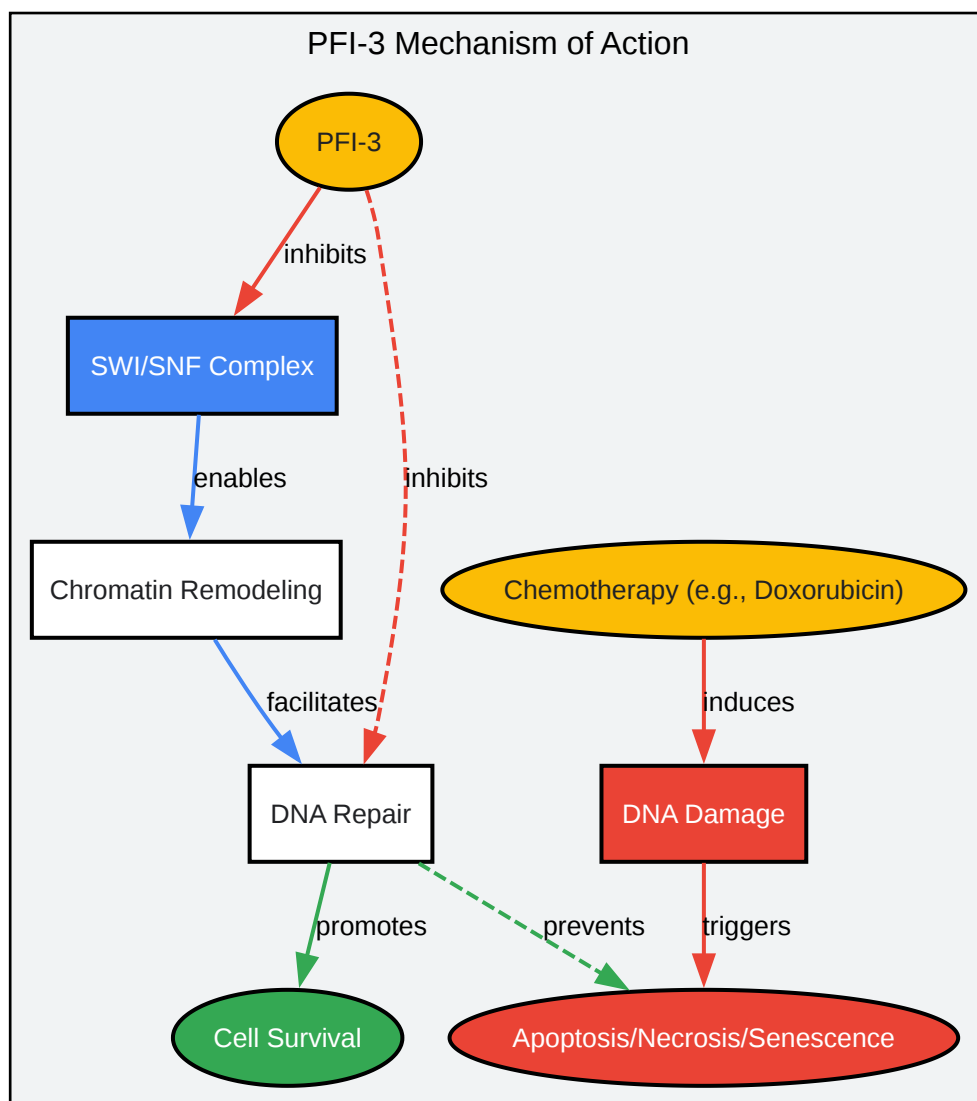 PFI-3 Mechanism of Action
PFI-3
inhibits
SWI/SNF Complex
enables
inhibits
Chromatin Remodeling
Chemotherapy (e.g., Doxorubicin)
facilitates
induces
DNA Repair
DNA Damage
promotes
prevents
triggers
Cell Survival
Apoptosis/Necrosis/Senescence